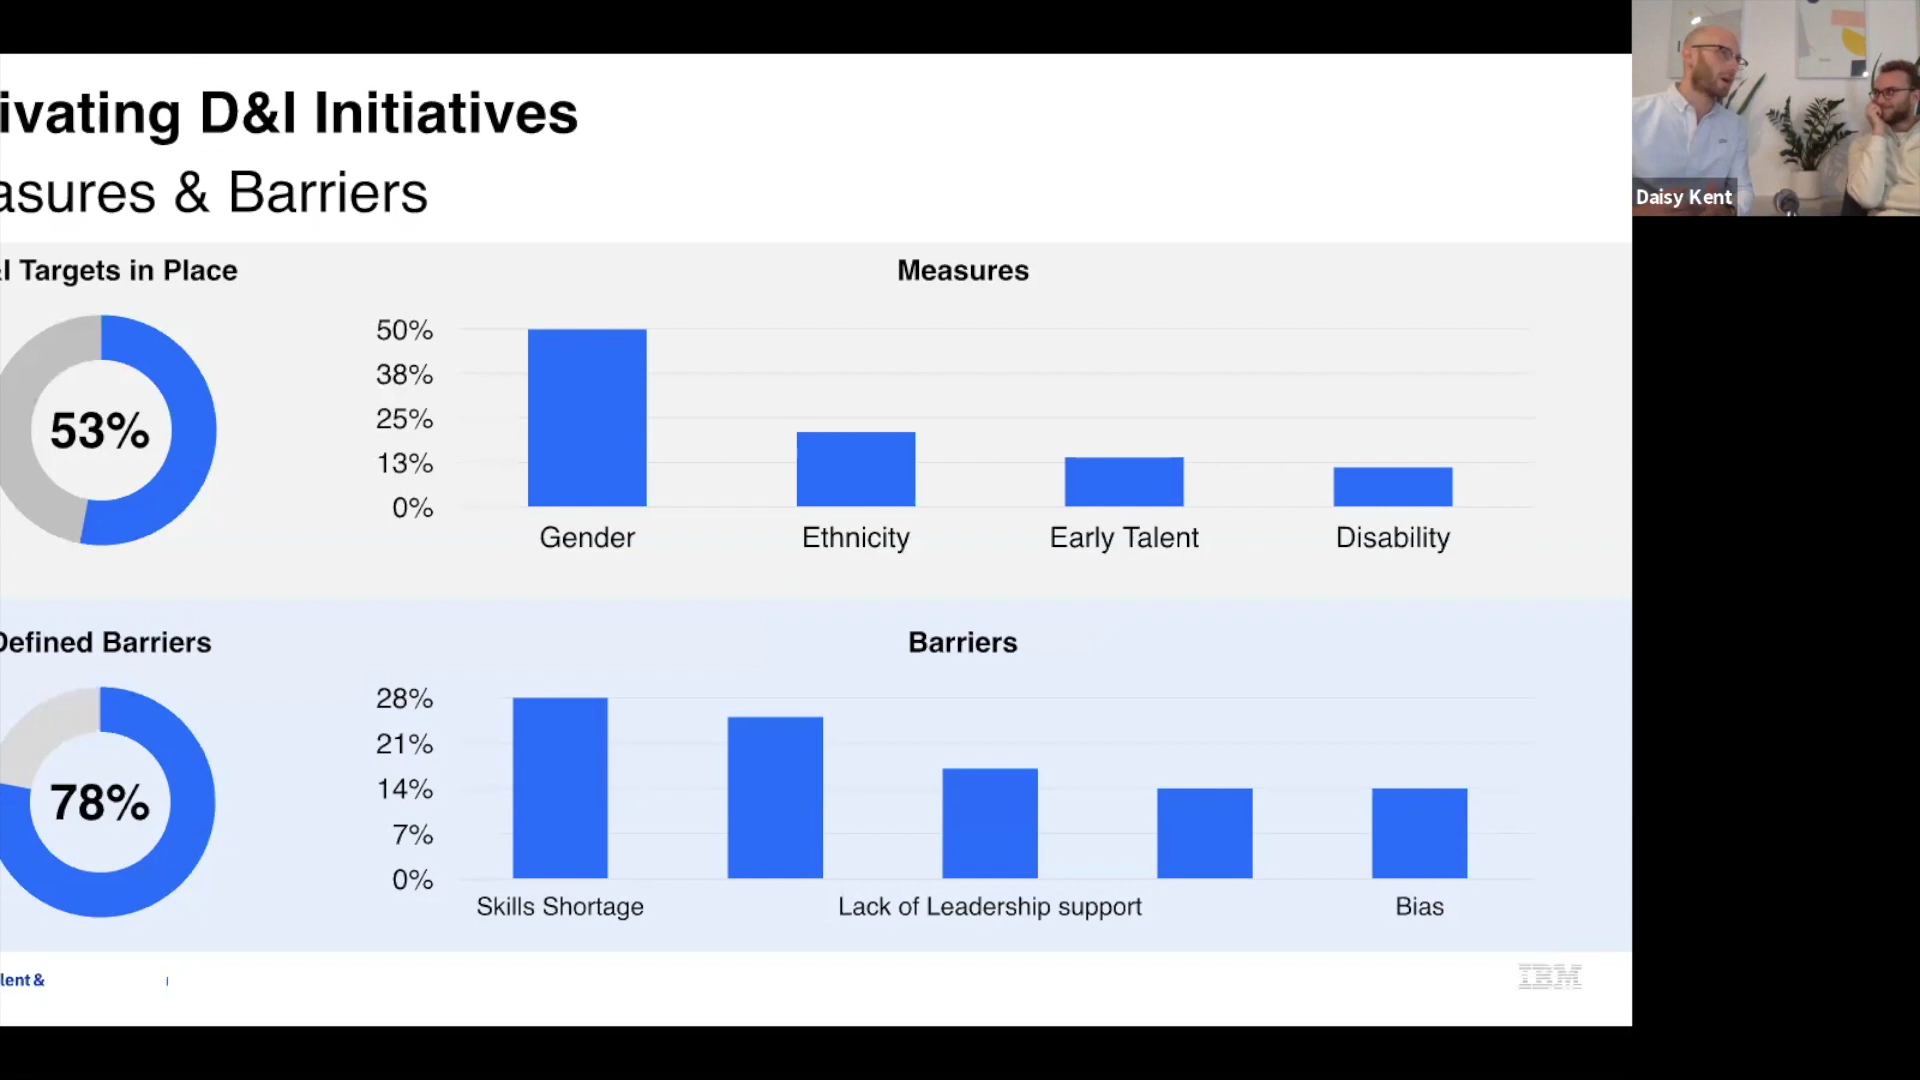 ivating D&I Initiatives
asures & Barriers
I Targets in Place
Measures
50%
38%
25%
13%
0%
53%
Gender
Ethnicity
Early Talent
Disability
Defined Barriers
Barriers
28%
21%
14%
7%
0%
78%
Skills Shortage
Lack of Leadership support
Bias
lent &
IBM
Daisy Kent